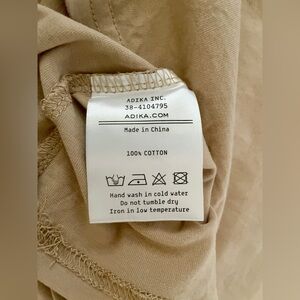 ADIKA INC.
38-4104795
ADIKA.COM
Made in China
100% COTTON
Hand wash in cold water
Do not tumble dry
Iron in low temperature